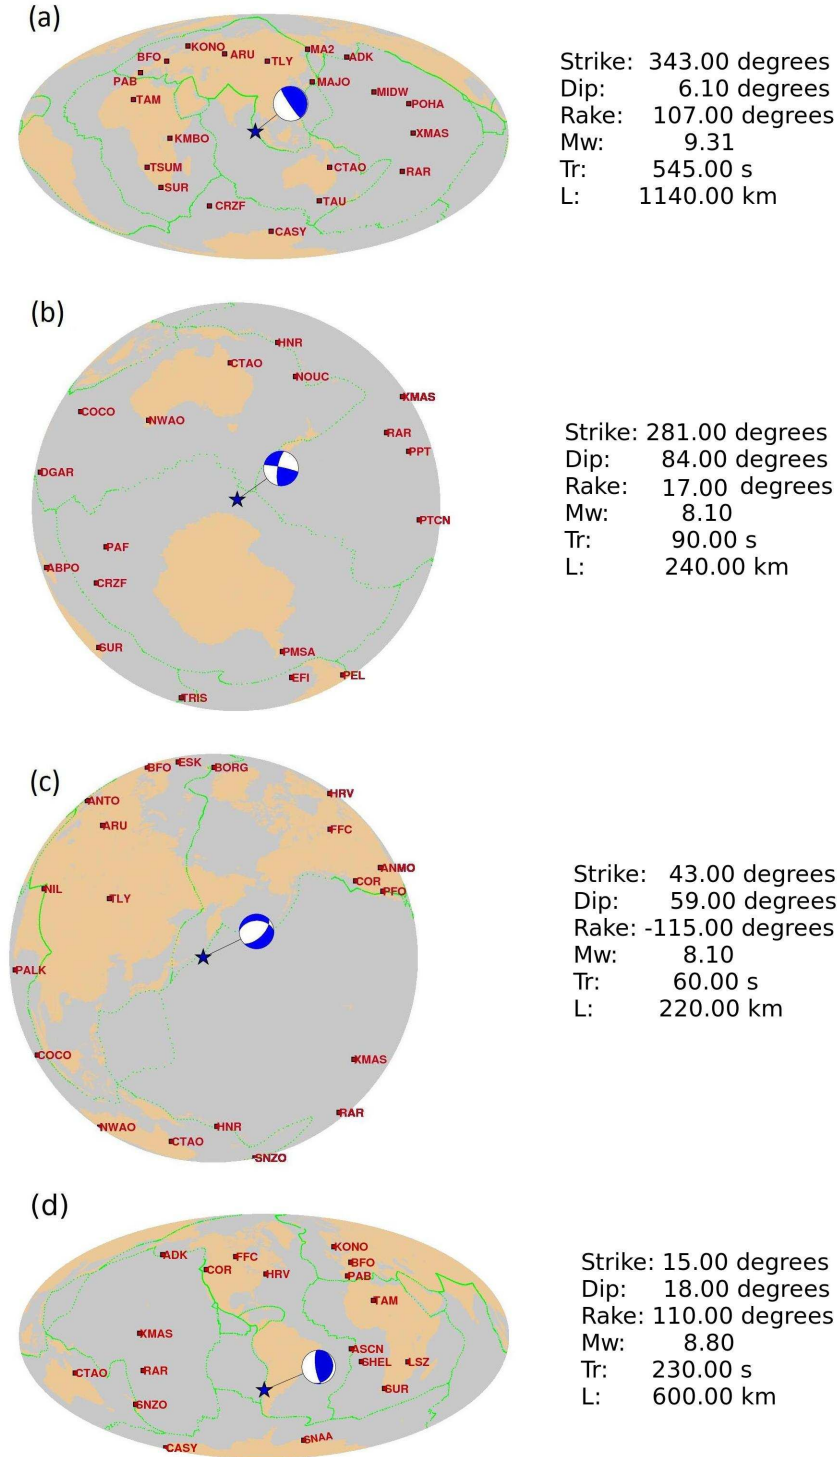 (a)
KONO
BFO
ARU
TLY
MA2
ADK
PAB
MAJO
TAM
MIDW
POHA
KMBO
XMAS
TSUM
CTAO
RAR
SUR
CRZF
TAU
CASY
Strike: 343.00 degrees
Dip: 6.10 degrees
Rake: 107.00 degrees
Mw: 9.31
Tr: 545.00 s
L: 1140.00 km
(b)
HNR
CTAO
NOUC
XMAS
COCO
NWAO
RAR
PPT
DGAR
PTCN
PAF
ABPO
CRZF
SUR
PMSA
EFI
PEL
TRIS
Strike: 281.00 degrees
Dip: 84.00 degrees
Rake: 17.00 degrees
Mw: 8.10
Tr: 90.00 s
L: 240.00 km
(c)
BFO
ESK
BORG
ANTO
HRV
ARU
FFC
ANMO
COR
NIL
PFO
TLY
PALK
COCO
XMAS
RAR
NWAO
HNR
CTAO
SNZO
Strike: 43.00 degrees
Dip: 59.00 degrees
Rake: -115.00 degrees
Mw: 8.10
Tr: 60.00 s
L: 220.00 km
(d)
KONO
ADK
FFC
BFO
COR
HRV
PAB
TAM
XMAS
ASCN
SHEL
LSZ
CTAO
RAR
SUR
SNZO
SNAA
CASY
Strike: 15.00 degrees
Dip: 18.00 degrees
Rake: 110.00 degrees
Mw: 8.80
Tr: 230.00 s
L: 600.00 km